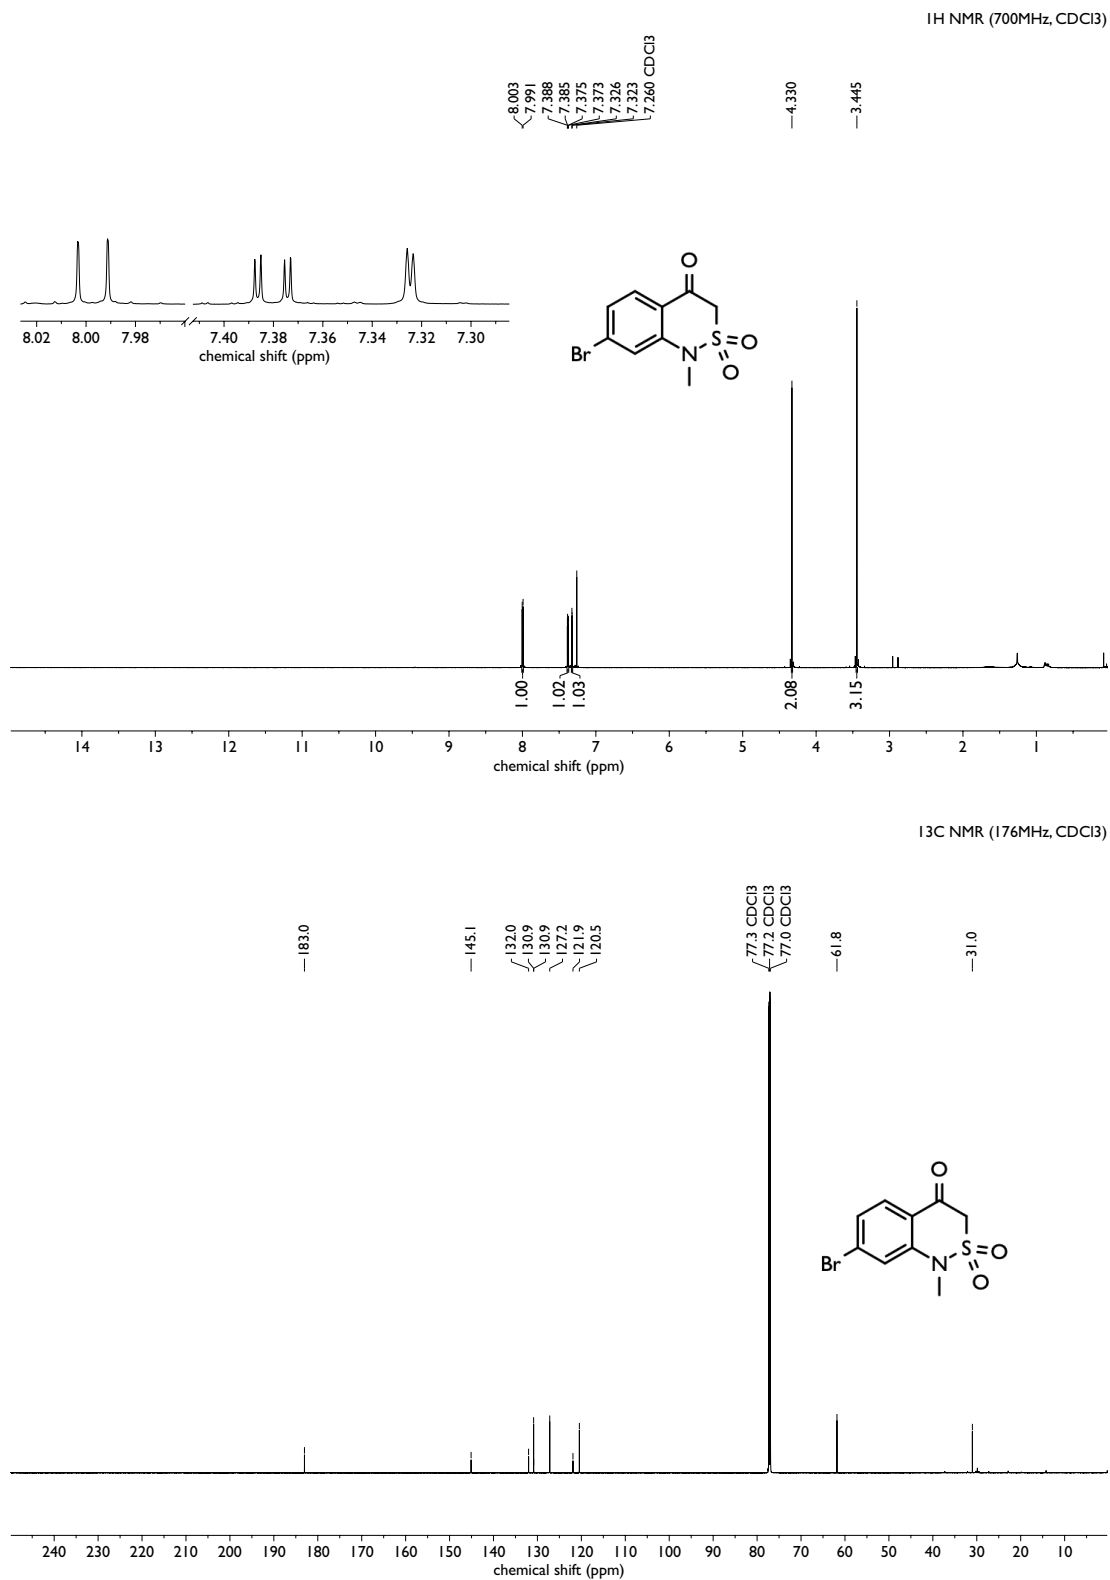 1H NMR (700MHz, CDCl3)
8.003
7.991
7.388
7.385
7.375
7.373
7.326
7.323
7.260 CDCl3
4.330
3.445
8.02 8.00 7.98 7.40 7.38 7.36 7.34 7.32 7.30
chemical shift (ppm)
O
Br N S O
O
1.00
1.02
1.03
2.08
3.15
14 13 12 11 10 9 8 7 6 5 4 3 2 1
chemical shift (ppm)
13C NMR (176MHz, CDCl3)
183.0
145.1
132.0
130.9
130.9
127.2
121.9
120.5
77.3 CDCl3
77.2 CDCl3
77.0 CDCl3
61.8
31.0
O
Br N S O
O
240 230 220 210 200 190 180 170 160 150 140 130 120 110 100 90 80 70 60 50 40 30 20 10
chemical shift (ppm)